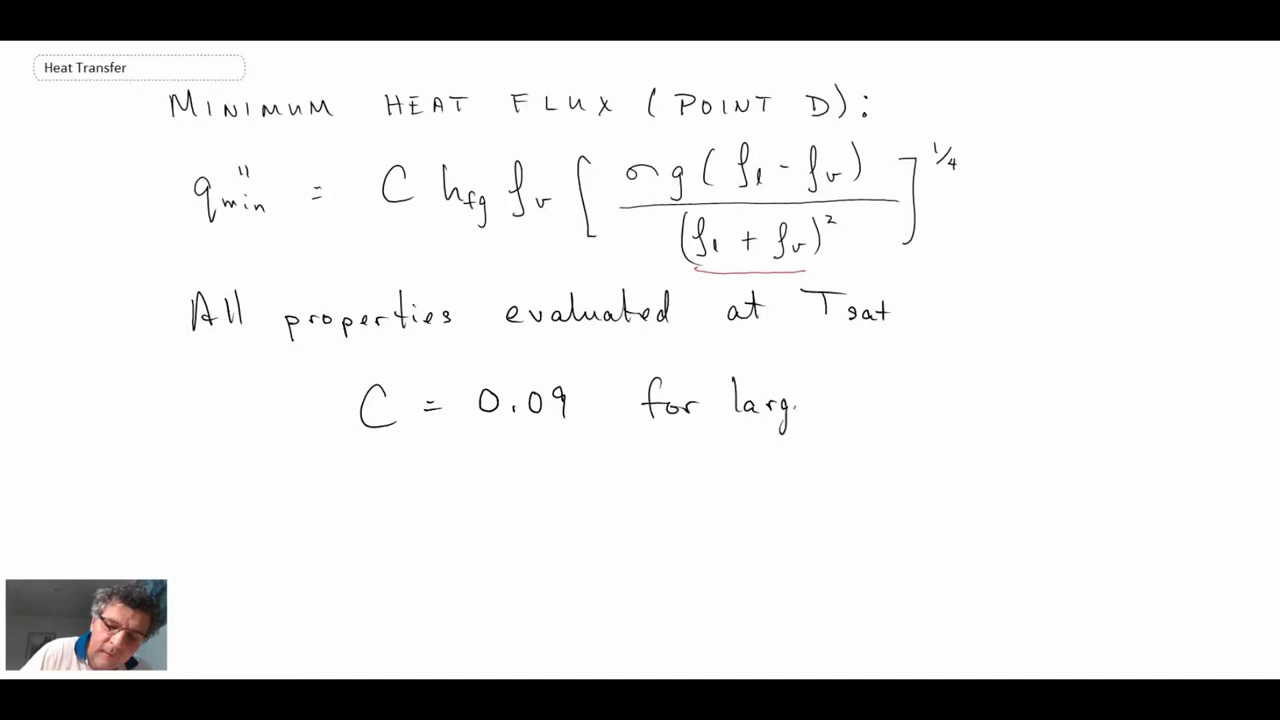 Heat Transfer
MINIMUM HEAT FLUX (POINT D):
q''min = C hfg ρv [ σ g (ρl - ρv) / (ρl + ρv)² ]^1/4
All properties evaluated at Tsat
C = 0.09 for larg